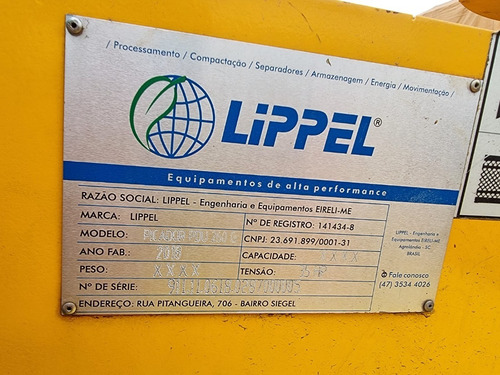 / Processamento / Compactação / Separadores / Armazenagem / Energia / Movimentação /
LiPPEL®
Equipamentos de alta performance
RAZÃO SOCIAL: LIPPEL - Engenharia e Equipamentos EIRELI-ME
MARCA: LIPPEL
Nº DE REGISTRO: 141434-8
MODELO: PICADOR
CNPJ: 23.691.899/0001-31
ANO FAB.:
CAPACIDADE: XXX
PESO: XXXX
TENSÃO:
Nº DE SÉRIE:
ENDEREÇO: RUA PITANGUEIRA, 706 - BAIRRO SIEGEL
LIPPEL - Engenharia e
Equipamentos EIRELI-ME
Agrolândia - SC
BRASIL
Fale conosco
(47) 3534 4026